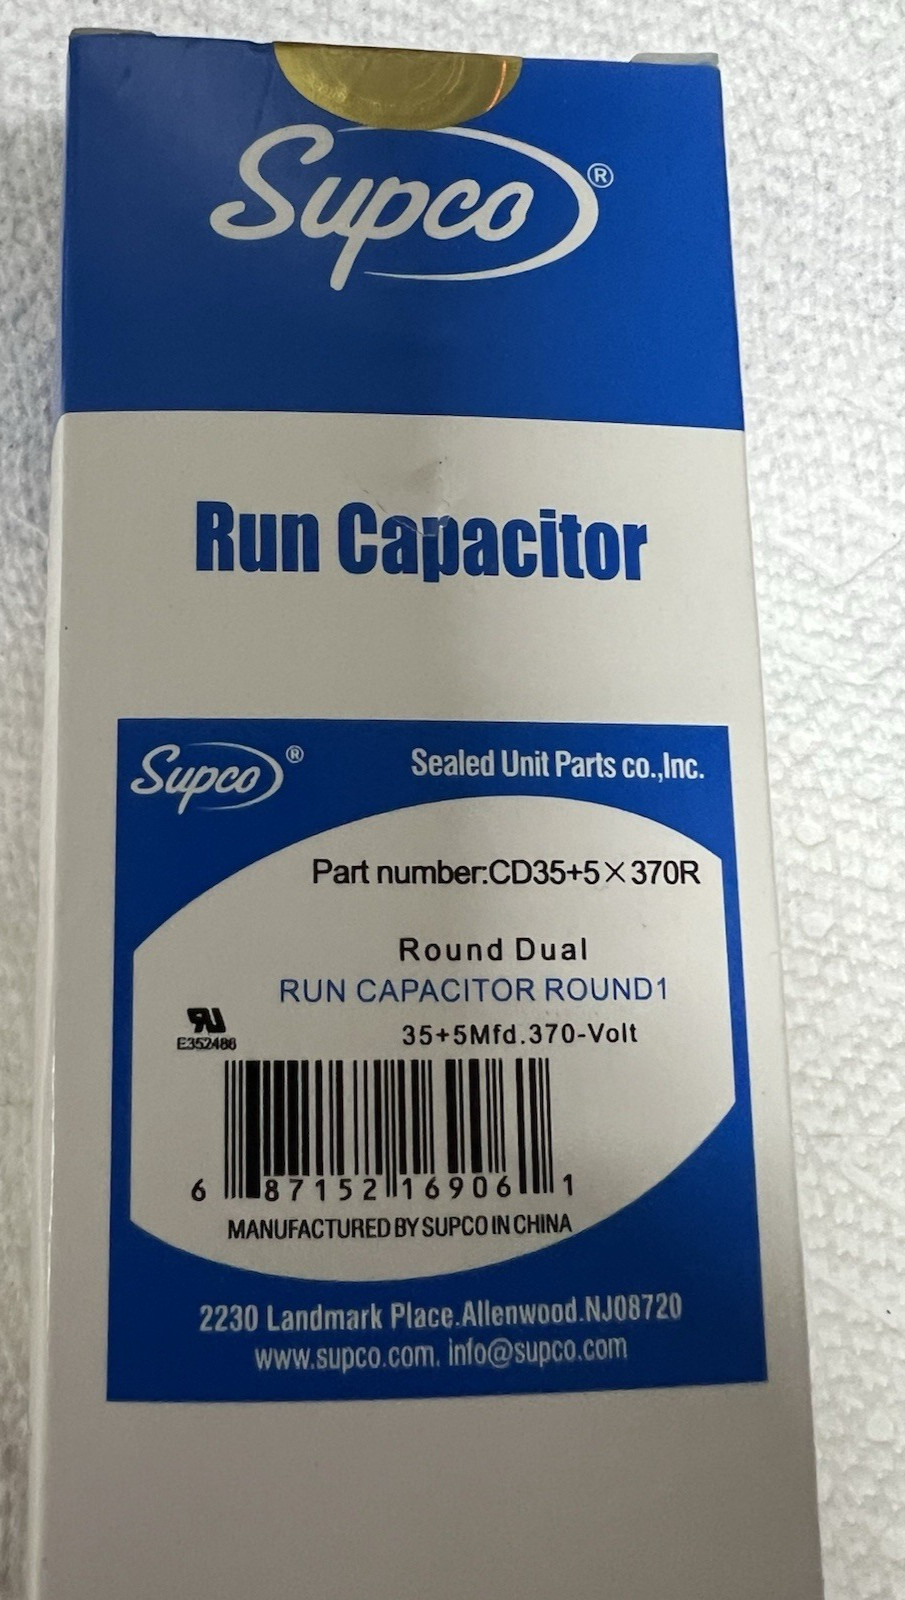 Supco®
Run Capacitor
Supco®
Sealed Unit Parts co.,Inc.
Part number:CD35+5×370R
Round Dual
RUN CAPACITOR ROUND1
35+5Mfd.370-Volt
E352486
6 87152 16906 1
MANUFACTURED BY SUPCO IN CHINA
2230 Landmark Place.Allenwood.NJ08720
www.supco.com. info@supco.com